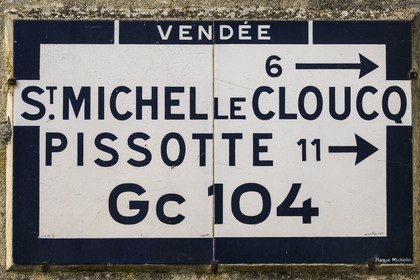 VENDÉE
6
ST. MICHEL LE CLOUCQ
PISSOTTE 11
Gc 104
Plaque Michelin